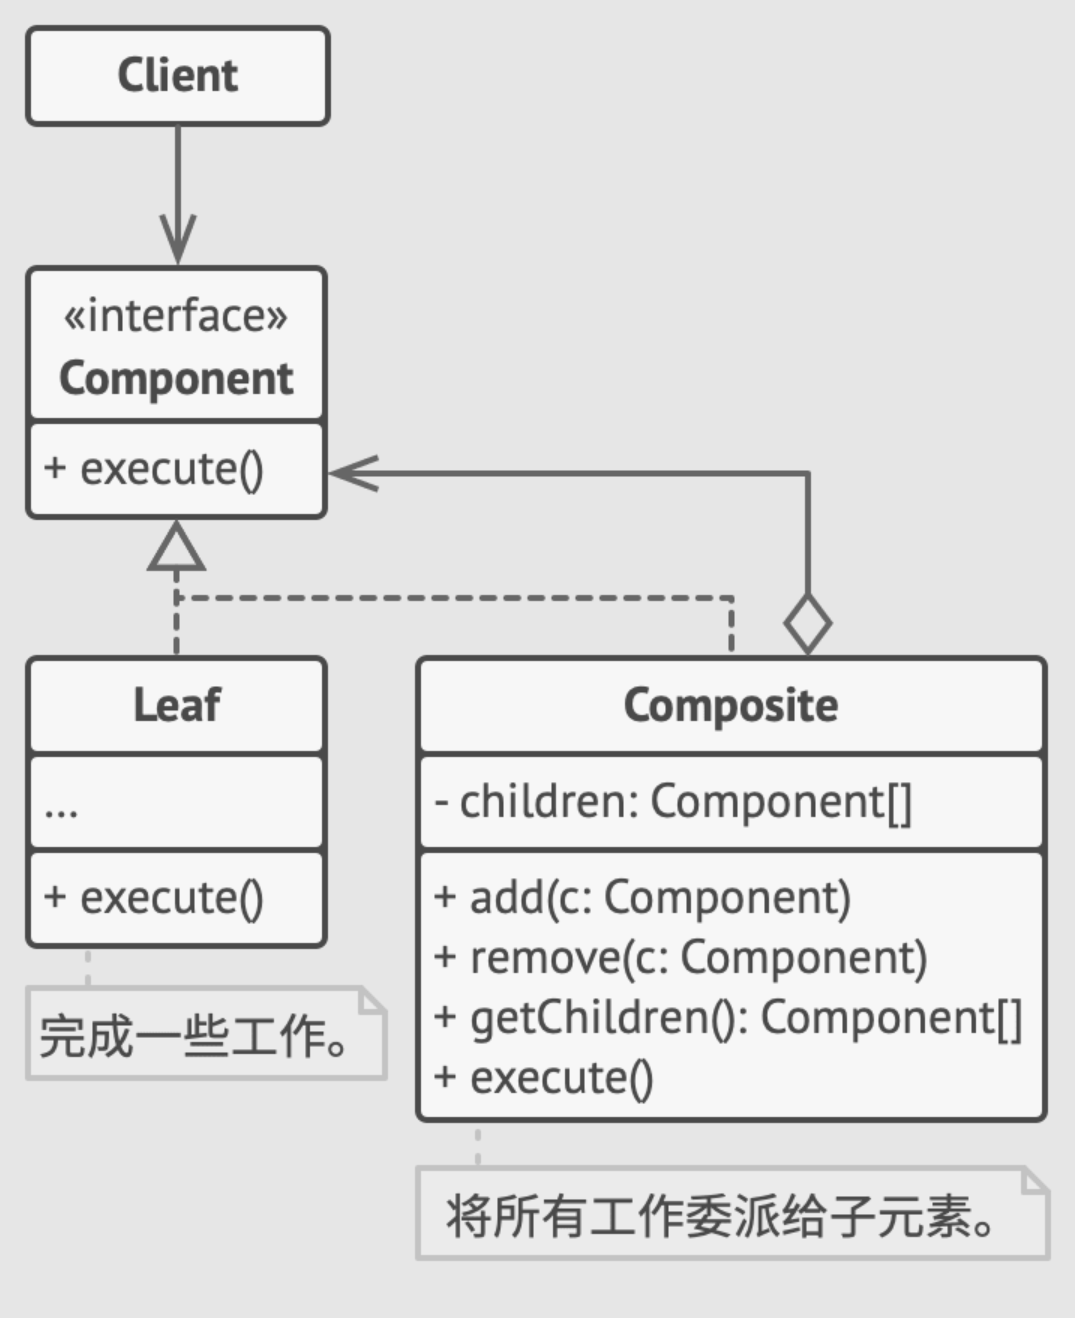 Client
«interface»
Component
+ execute()
Leaf
...
+ execute()
完成一些工作。
Composite
- children: Component[]
+ add(c: Component)
+ remove(c: Component)
+ getChildren(): Component[]
+ execute()
将所有工作委派给子元素。